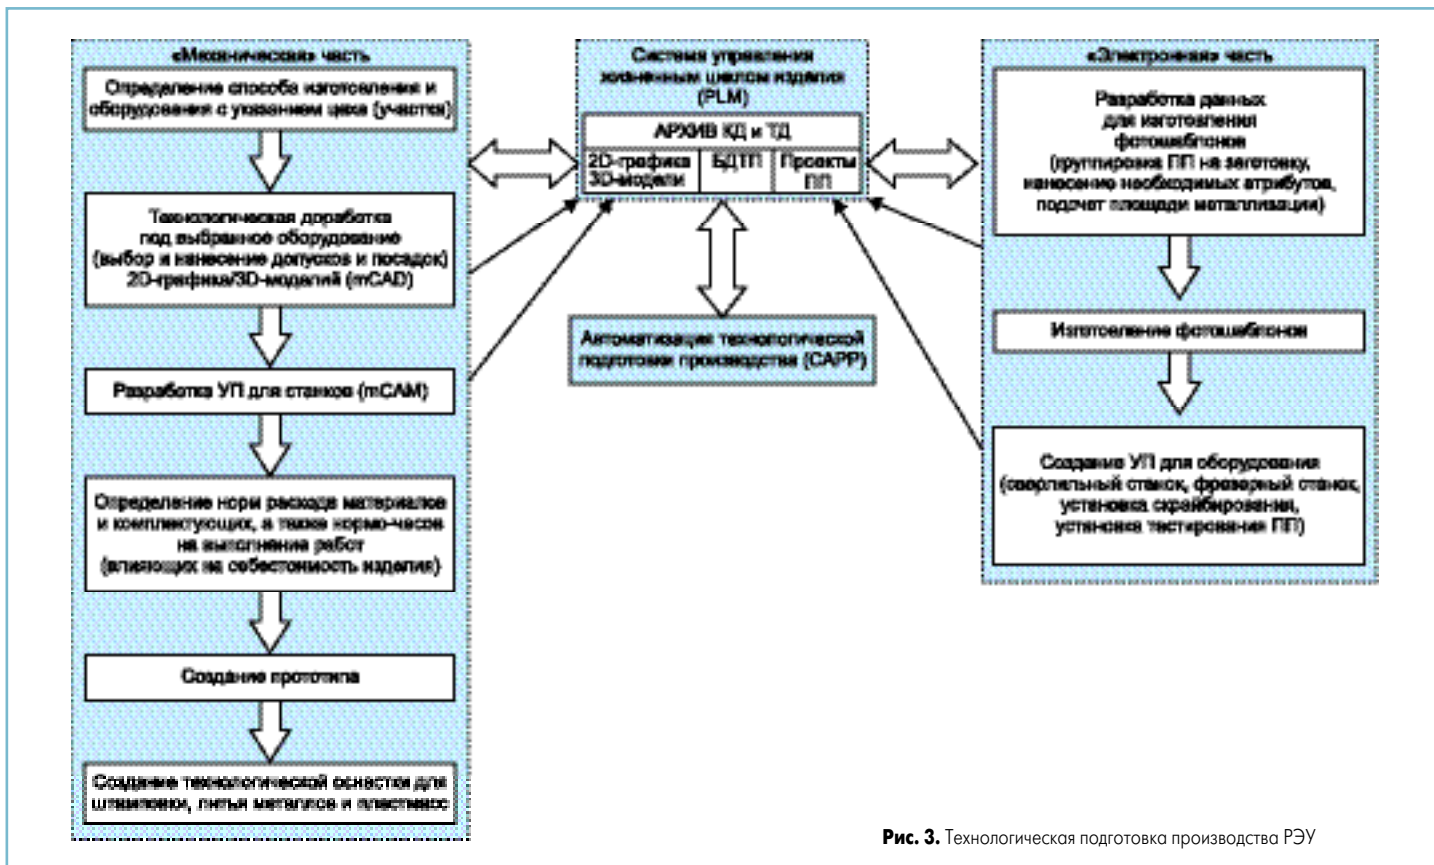 «Механическая» часть
Определение способа изготовления и
оборудования с указанием цеха (участка)
Технологическая доработка
под выбранное оборудование
(выбор и нанесение допусков и посадок)
2D-графика/3D-моделий (mCAD)
Разработка УП для станков (mCAM)
Определение норм расхода материалов
и комплектующих, а также нормо-часов
на выполнение работ
(влияющих на себестоимость изделия)
Создание прототипа
Создание технологической оснастки для
штамповки, литья металлов и пластмасс
Система управления
жизненным циклом изделия
(PLM)
АРХИВ КД и ТД
2D-графика
3D-модели
БДТП
Проекты
ПП
Автоматизация технологической
подготовки производства (CAPP)
«Электронная» часть
Разработка данных
для изготовления
фотошаблонов
(группировка ПП на заготовку,
нанесение необходимых атрибутов,
подсчет площади металлизации)
Изготовление фотошаблонов
Создание УП для оборудования
(сверлильный станок, фрезерный станок,
установка скрайбирования,
установка тестирования ПП)
Рис. 3. Технологическая подготовка производства РЭУ